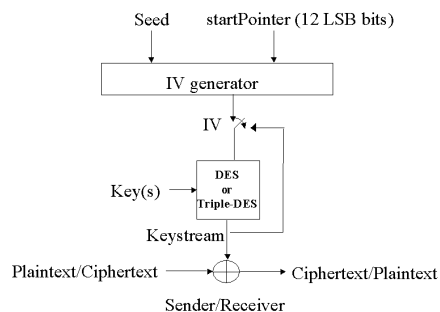 Seed
startPointer (12 LSB bits)
IV generator
IV
DES
or
Triple-DES
Key(s)
Keystream
Plaintext/Ciphertext
Ciphertext/Plaintext
Sender/Receiver